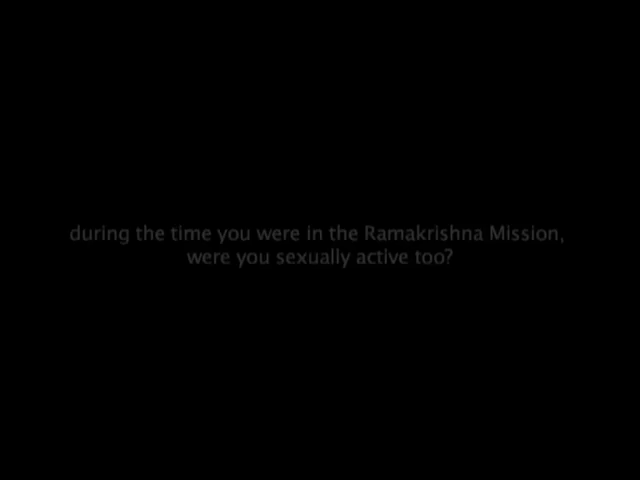 during the time you were in the Ramakrishna Mission,
were you sexually active too?